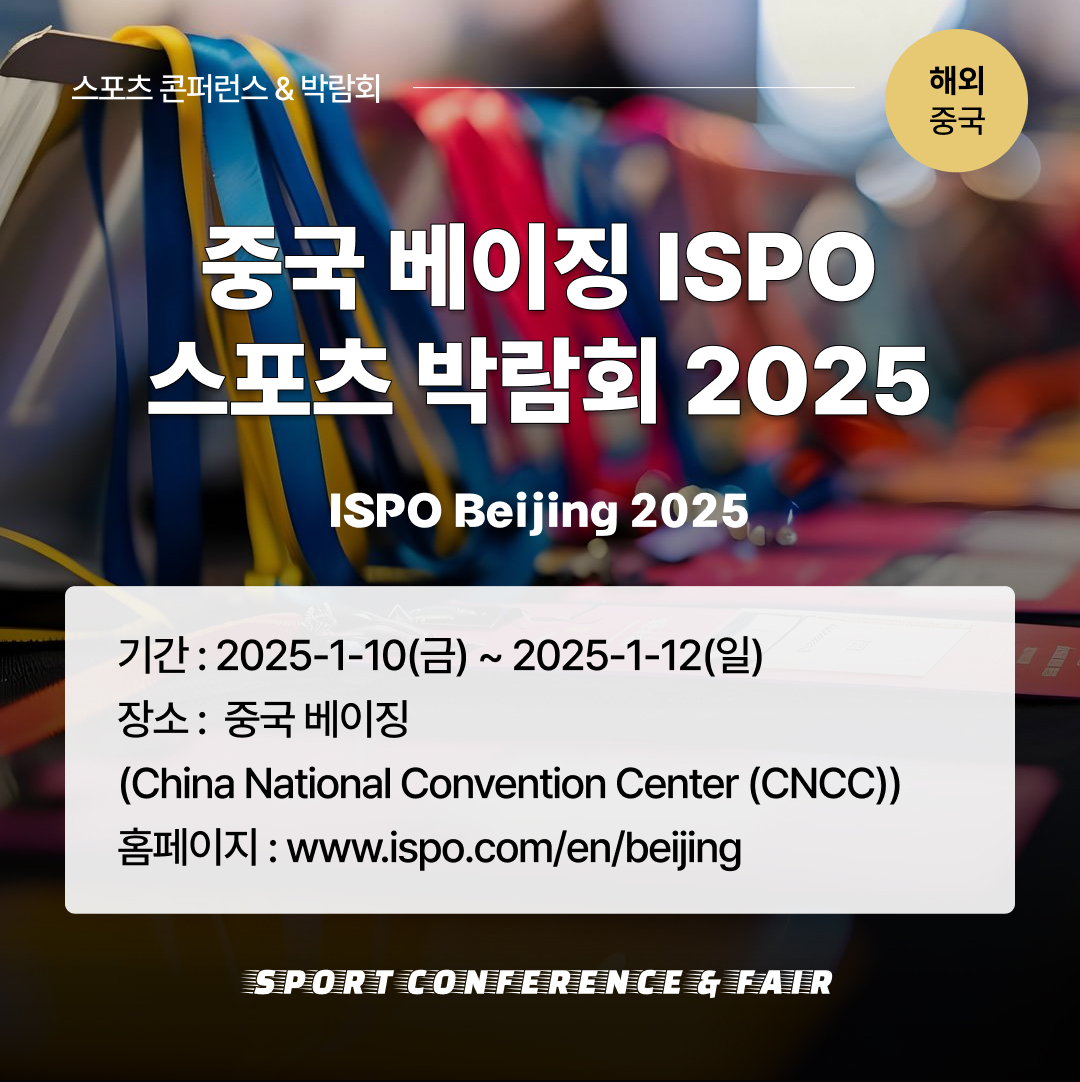 스포츠 콘퍼런스 & 박람회
해외
중국
중국 베이징 ISPO
스포츠 박람회 2025
ISPO Beijing 2025
기간 : 2025-1-10(금) ~ 2025-1-12(일)
장소 : 중국 베이징
(China National Convention Center (CNCC))
홈페이지 : www.ispo.com/en/beijing
SPORT CONFERENCE & FAIR